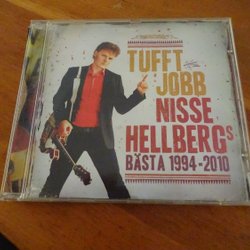 TUFFT
JOBB
NISSE
HELLBERGS
BÄSTA 1994-2010